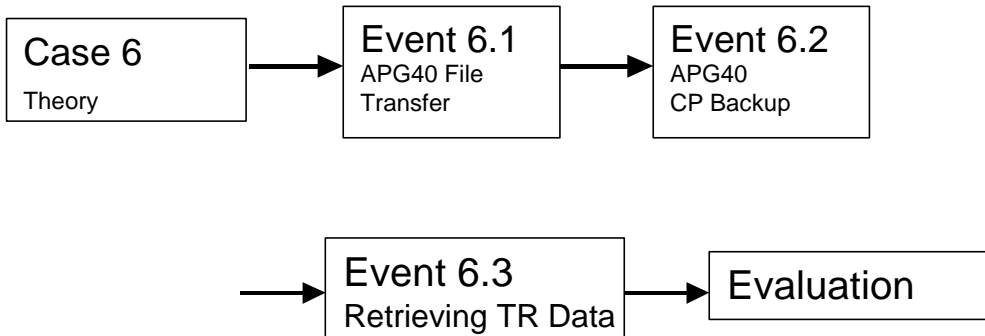 Case 6
Theory
Event 6.1
APG40 File
Transfer
Event 6.2
APG40
CP Backup
Event 6.3
Retrieving TR Data
Evaluation